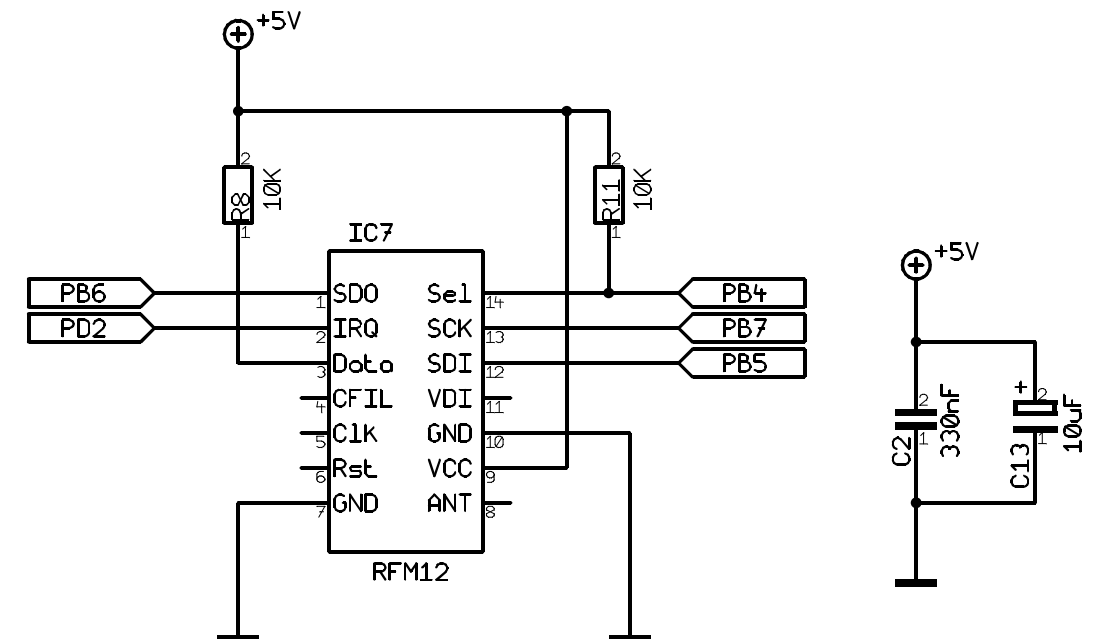 +5V
2
2
R8
10K
R11
10K
1
1
IC7
+5V
PB6
1
SDO
Sel
14
PB4
PD2
2
IRQ
SCK
13
PB7
3
Data
SDI
12
PB5
4
CFIL
VDI
11
+
2
2
330nF
10uF
5
ClK
GND
10
1
1
C2
C13
6
Rst
VCC
9
7
GND
ANT
8
RFM12